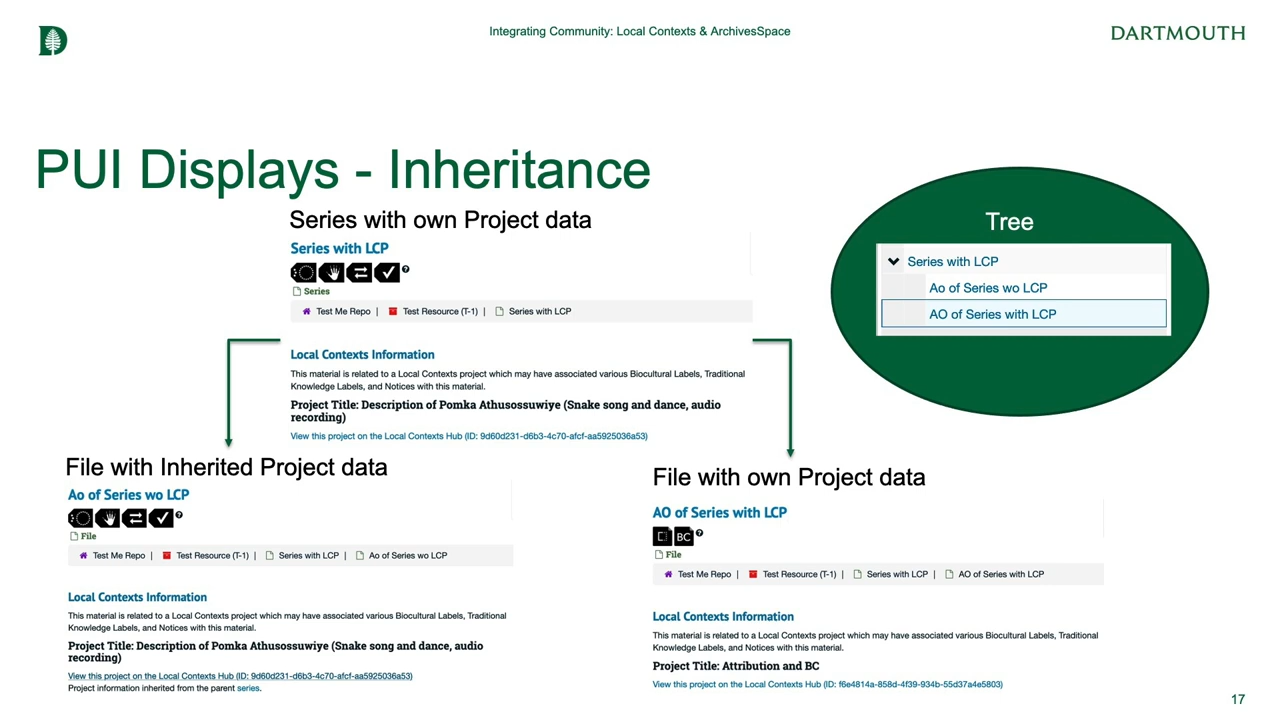 Integrating Community: Local Contexts & ArchivesSpace
DARTMOUTH
PUI Displays - Inheritance
Series with own Project data
Series with LCP
Series
Test Me Repo | Test Resource (T-1) | Series with LCP
Local Contexts Information
This material is related to a Local Contexts project which may have associated various Biocultural Labels, Traditional
Knowledge Labels, and Notices with this material.
Project Title: Description of Pomka Athusossuwiye (Snake song and dance, audio
recording)
View this project on the Local Contexts Hub (ID: 9d60d231-d6b3-4c70-afcf-aa5925036a53)
Tree
Series with LCP
Ao of Series wo LCP
AO of Series with LCP
File with Inherited Project data
Ao of Series wo LCP
File
Test Me Repo | Test Resource (T-1) | Series with LCP | Ao of Series wo LCP
Local Contexts Information
This material is related to a Local Contexts project which may have associated various Biocultural Labels, Traditional
Knowledge Labels, and Notices with this material.
Project Title: Description of Pomka Athusossuwiye (Snake song and dance, audio
recording)
View this project on the Local Contexts Hub (ID: 9d60d231-d6b3-4c70-afcf-aa5925036a53)
Project information inherited from the parent series.
File with own Project data
AO of Series with LCP
BC
File
Test Me Repo | Test Resource (T-1) | Series with LCP | AO of Series with LCP
Local Contexts Information
This material is related to a Local Contexts project which may have associated various Biocultural Labels, Traditional
Knowledge Labels, and Notices with this material.
Project Title: Attribution and BC
View this project on the Local Contexts Hub (ID: f6e4814a-858d-4f39-934b-55d37a4e5803)
17